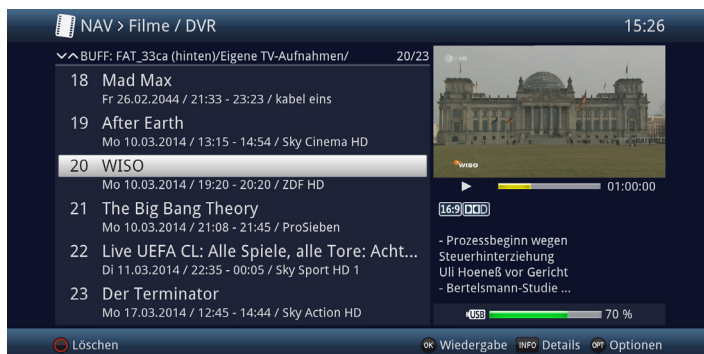 NAV > Filme / DVR 15:26
BUFF: FAT_33ca (hinten)/Eigene TV-Aufnahmen/ 20/23
18 Mad Max
Fr 26.02.2044 / 21:33 - 23:23 / kabel eins
19 After Earth
Mo 10.03.2014 / 13:15 - 14:54 / Sky Cinema HD
20 WISO
Mo 10.03.2014 / 19:20 - 20:20 / ZDF HD
21 The Big Bang Theory
Mo 10.03.2014 / 21:08 - 21:45 / ProSieben
22 Live UEFA CL: Alle Spiele, alle Tore: Acht...
Di 11.03.2014 / 22:35 - 00:05 / Sky Sport HD 1
23 Der Terminator
Mo 17.03.2014 / 12:45 - 14:44 / Sky Action HD
WISO
01:00:00
16:9
- Prozessbeginn wegen
Steuerhinterziehung
Uli Hoeneß vor Gericht
- Bertelsmann-Studie ...
USB 70 %
Löschen OK Wiedergabe INFO Details OPT Optionen